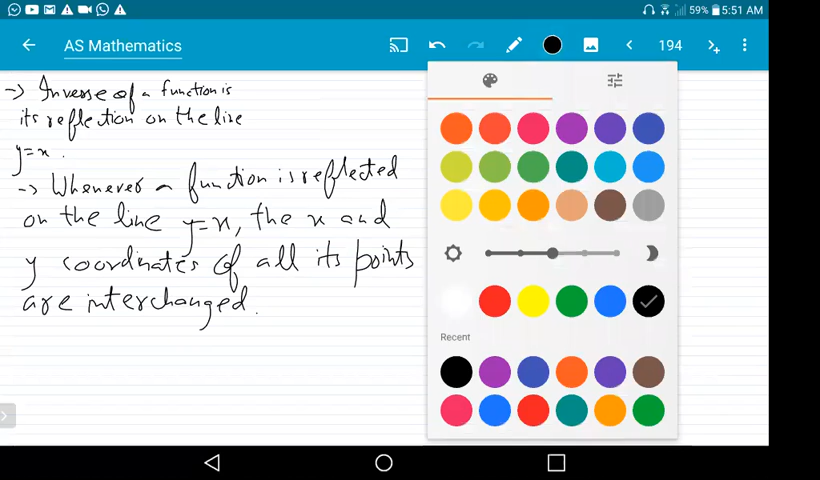 59% 5:51 AM
AS Mathematics
194
-> Inverse of a function is
its reflection on the line
y=x.
-> Whenever a function is reflected
on the line y=x, the x and
y coordinates of all its points
are interchanged.
Recent